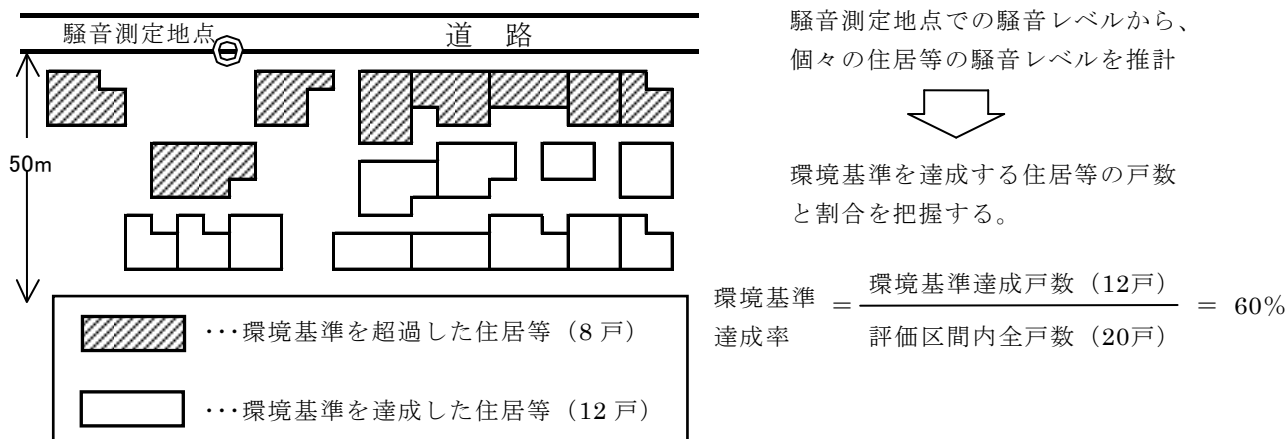 騒音測定地点
道 路
50m
･･･環境基準を超過した住居等（8 戸）
･･･環境基準を達成した住居等（12 戸）
騒音測定地点での騒音レベルから、
個々の住居等の騒音レベルを推計
環境基準を達成する住居等の戸数
と割合を把握する。
環境基準
達成率
=
環境基準達成戸数（12戸）
評価区間内全戸数（20戸）
= 60%